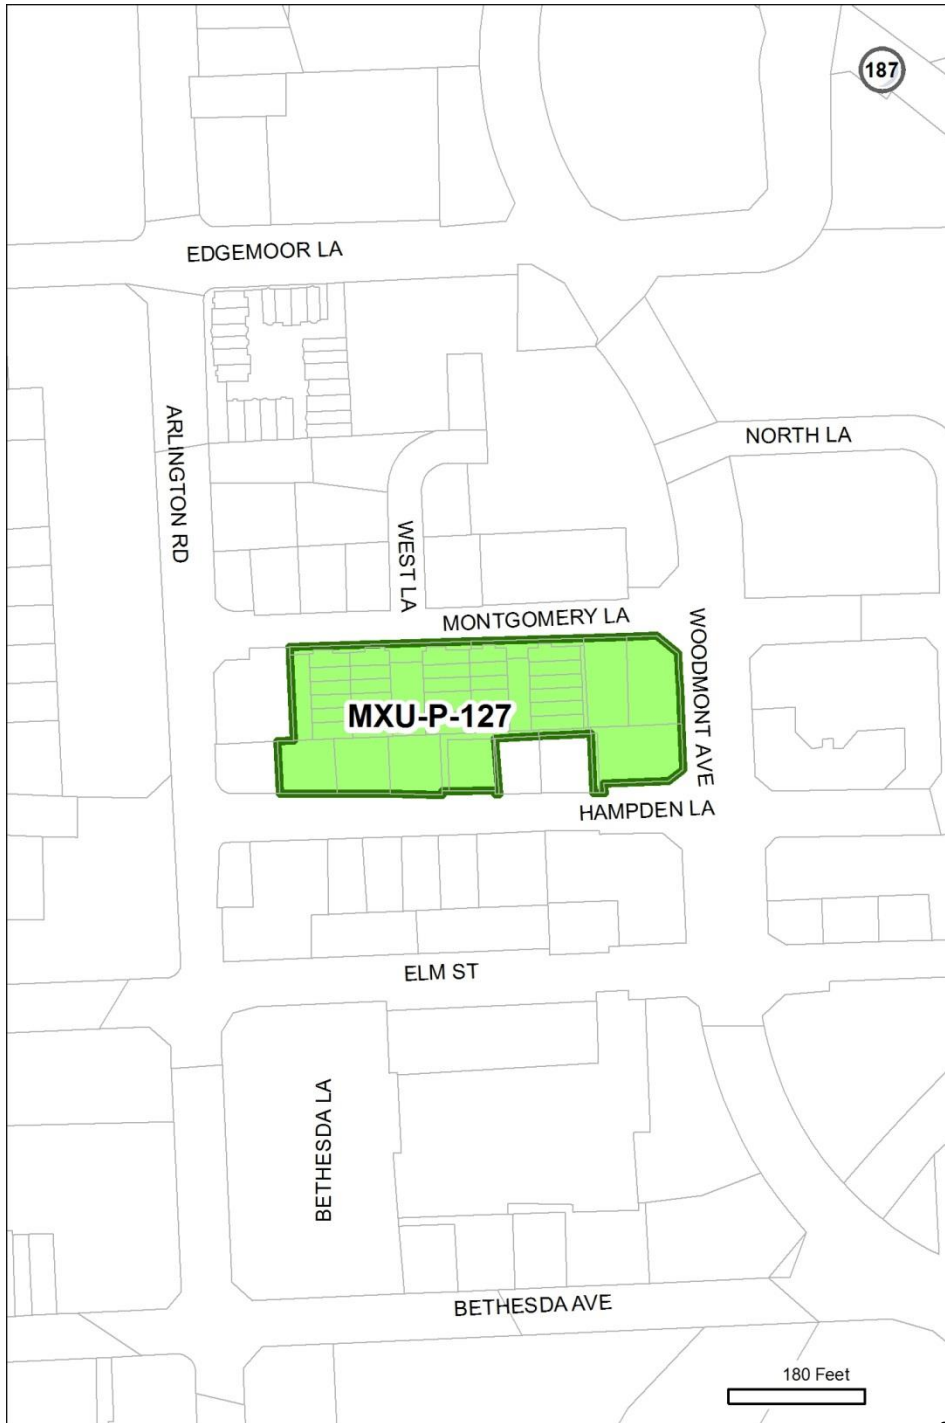 187
EDGEMOOR LA
ARLINGTON RD
NORTH LA
WEST LA
MONTGOMERY LA
WOODMONT AVE
MXU-P-127
HAMPDEN LA
ELM ST
BETHESDA LA
BETHESDA AVE
180 Feet